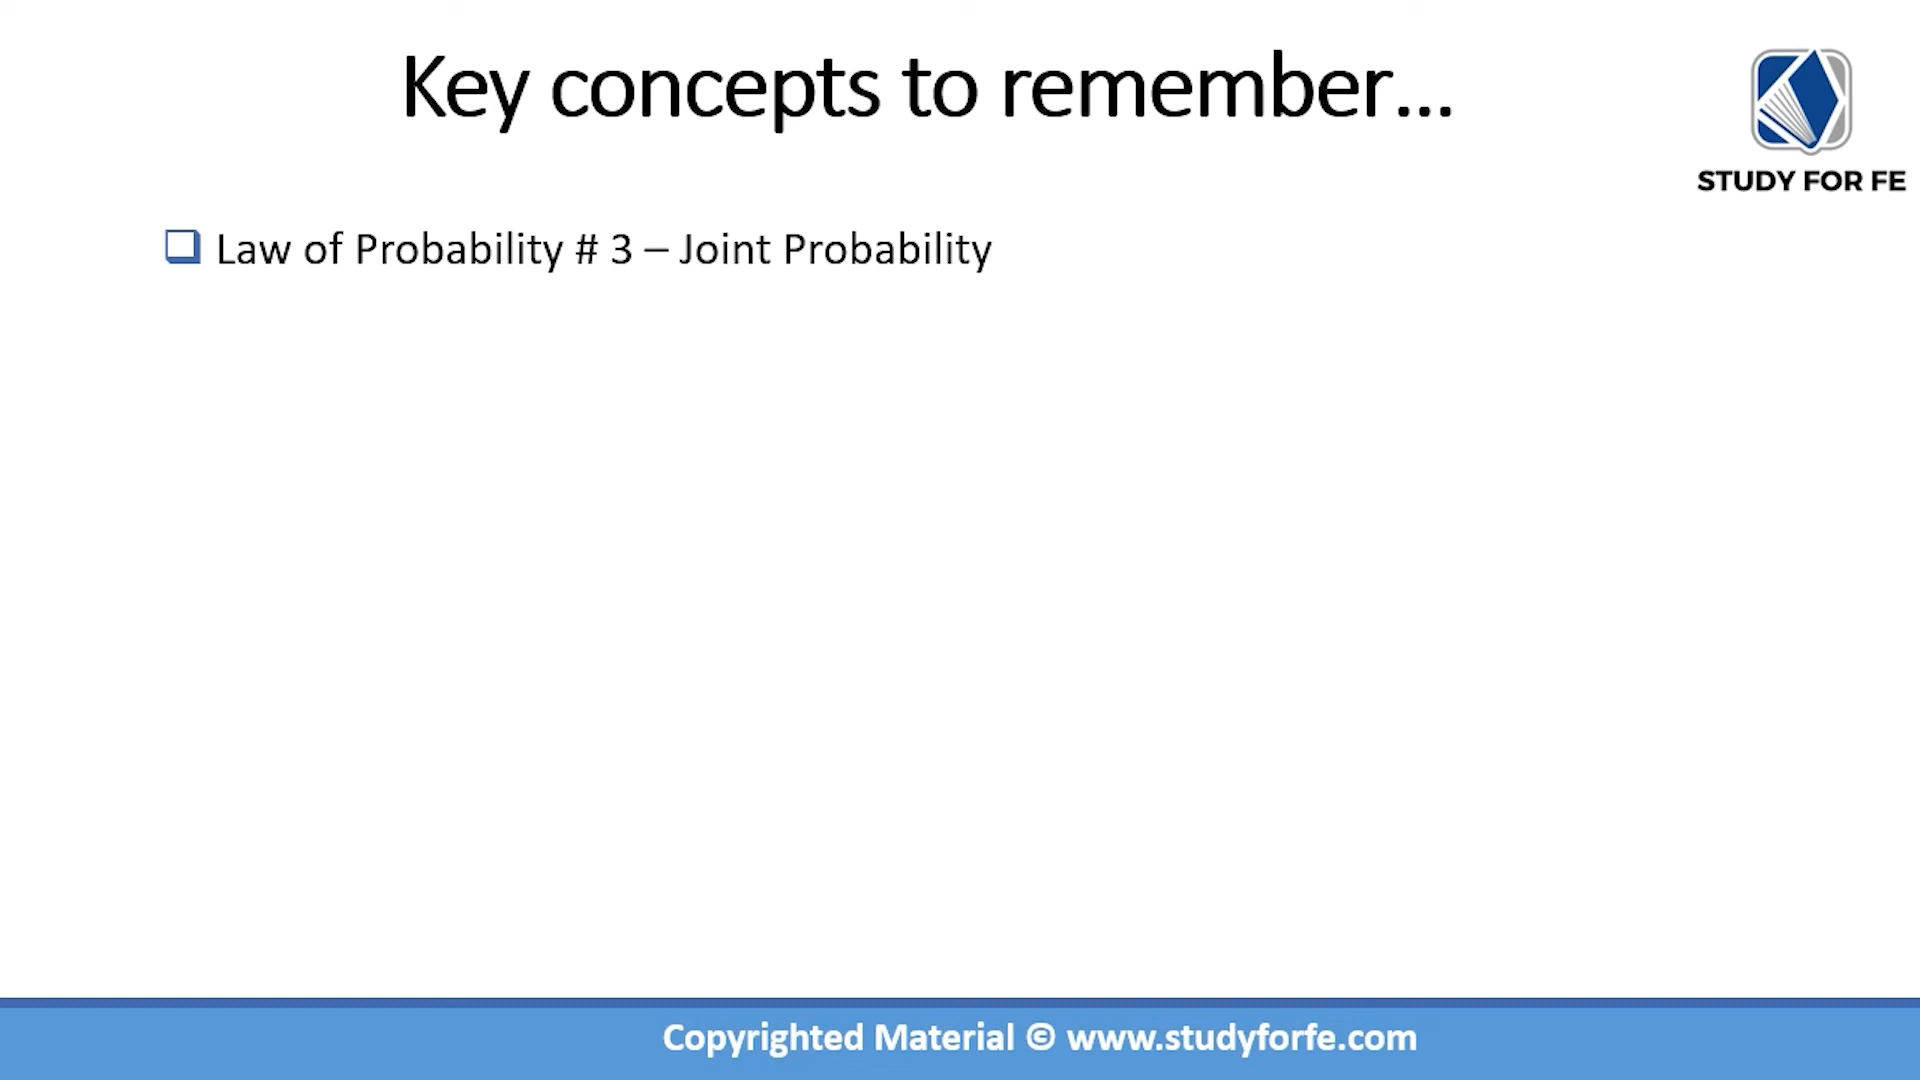 Key concepts to remember...
STUDY FOR FE
Law of Probability # 3 – Joint Probability
Copyrighted Material © www.studyforfe.com